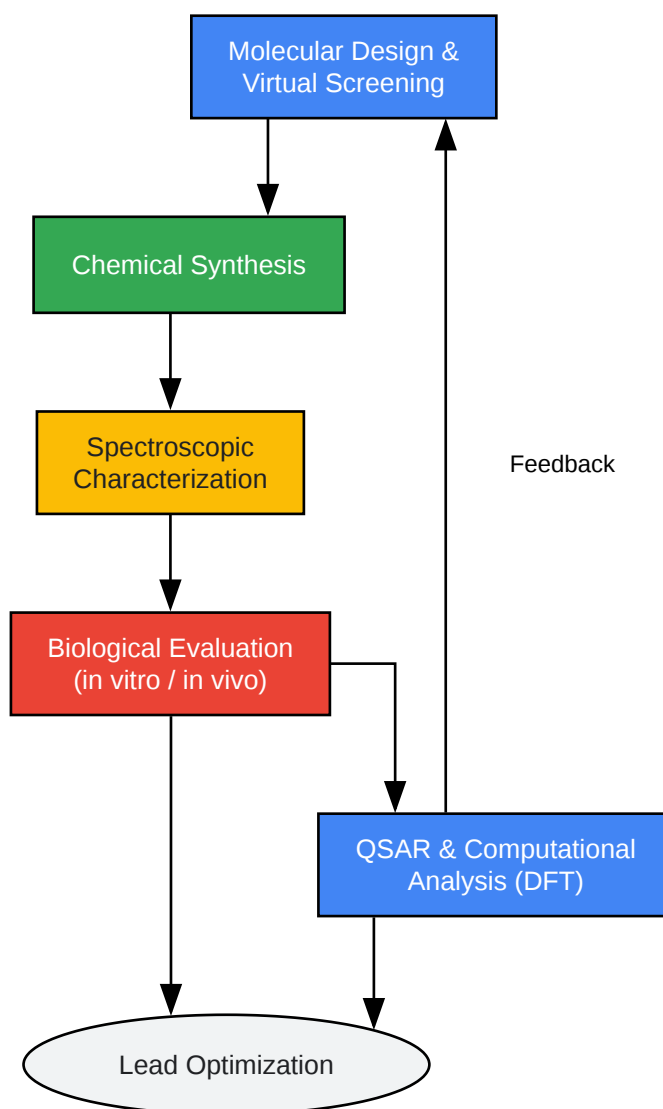 Molecular Design &
Virtual Screening
Chemical Synthesis
Spectroscopic
Characterization
Feedback
Biological Evaluation
(in vitro / in vivo)
QSAR & Computational
Analysis (DFT)
Lead Optimization